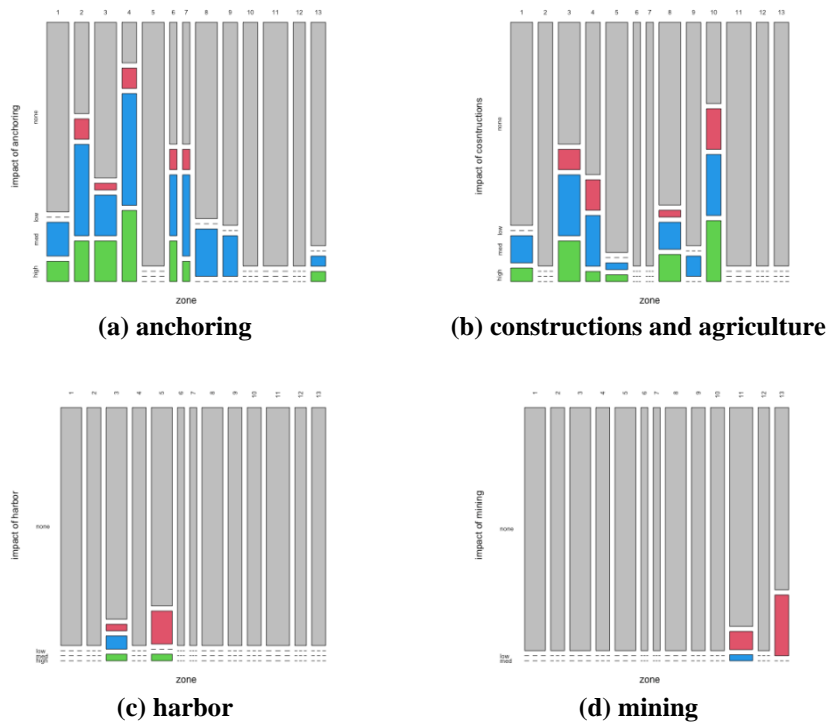 1 2 3 4 5 6 7 8 9 10 11 12 13
impact of anchoring
none
low
med
high
zone
(a) anchoring
1 2 3 4 5 6 7 8 9 10 11 12 13
impact of cosntructions
none
low
med
high
zone
(b) constructions and agriculture
1 2 3 4 5 6 7 8 9 10 11 12 13
impact of harbor
none
low
med
high
zone
(c) harbor
1 2 3 4 5 6 7 8 9 10 11 12 13
impact of mining
none
low
med
zone
(d) mining